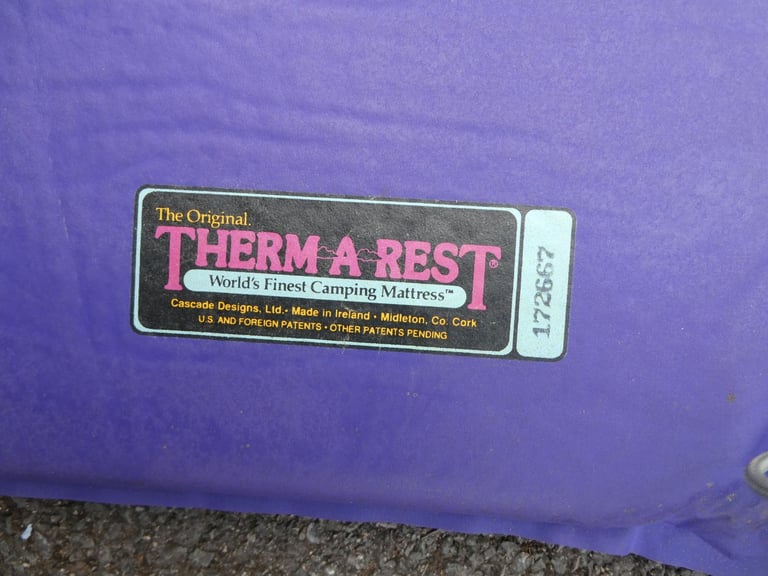 The Original.
THERM-A-REST®
World's Finest Camping Mattress™
Cascade Designs, Ltd. • Made in Ireland • Midleton, Co. Cork
U.S. AND FOREIGN PATENTS • OTHER PATENTS PENDING
172667